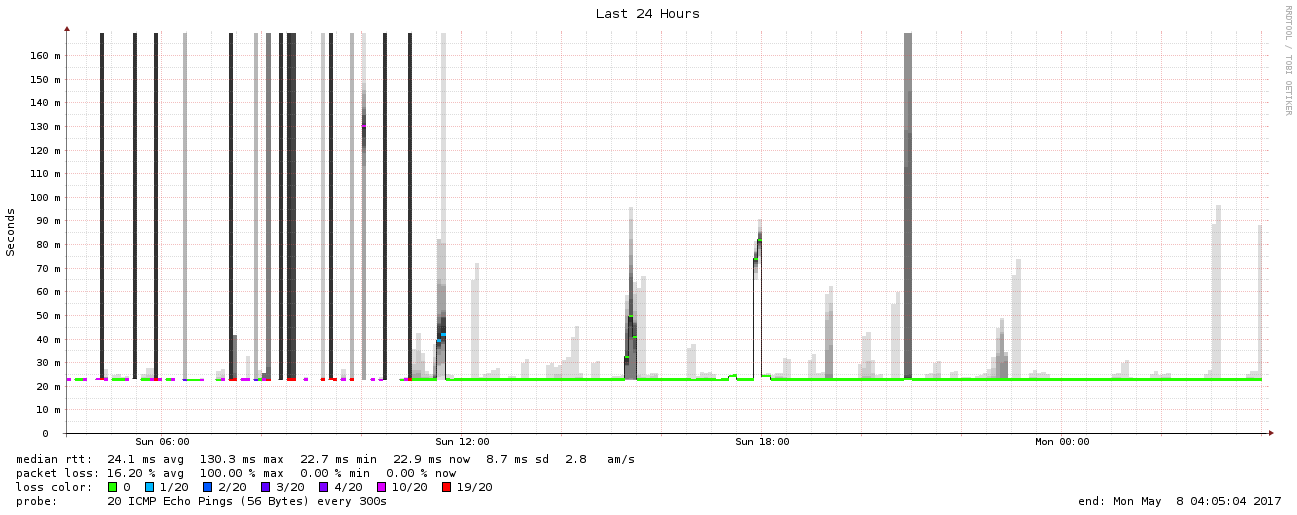 Last 24 Hours
RRDTOOL / TOBI OETIKER
Seconds
160 m
150 m
140 m
130 m
120 m
110 m
100 m
90 m
80 m
70 m
60 m
50 m
40 m
30 m
20 m
10 m
0
Sun 06:00 Sun 12:00 Sun 18:00 Mon 00:00
median rtt: 24.1 ms avg 130.3 ms max 22.7 ms min 22.9 ms now 8.7 ms sd 2.8 am/s
packet loss: 16.20 % avg 100.00 % max 0.00 % min 0.00 % now
loss color: 0 1/20 2/20 3/20 4/20 10/20 19/20
probe: 20 ICMP Echo Pings (56 Bytes) every 300s end: Mon May 8 04:05:04 2017